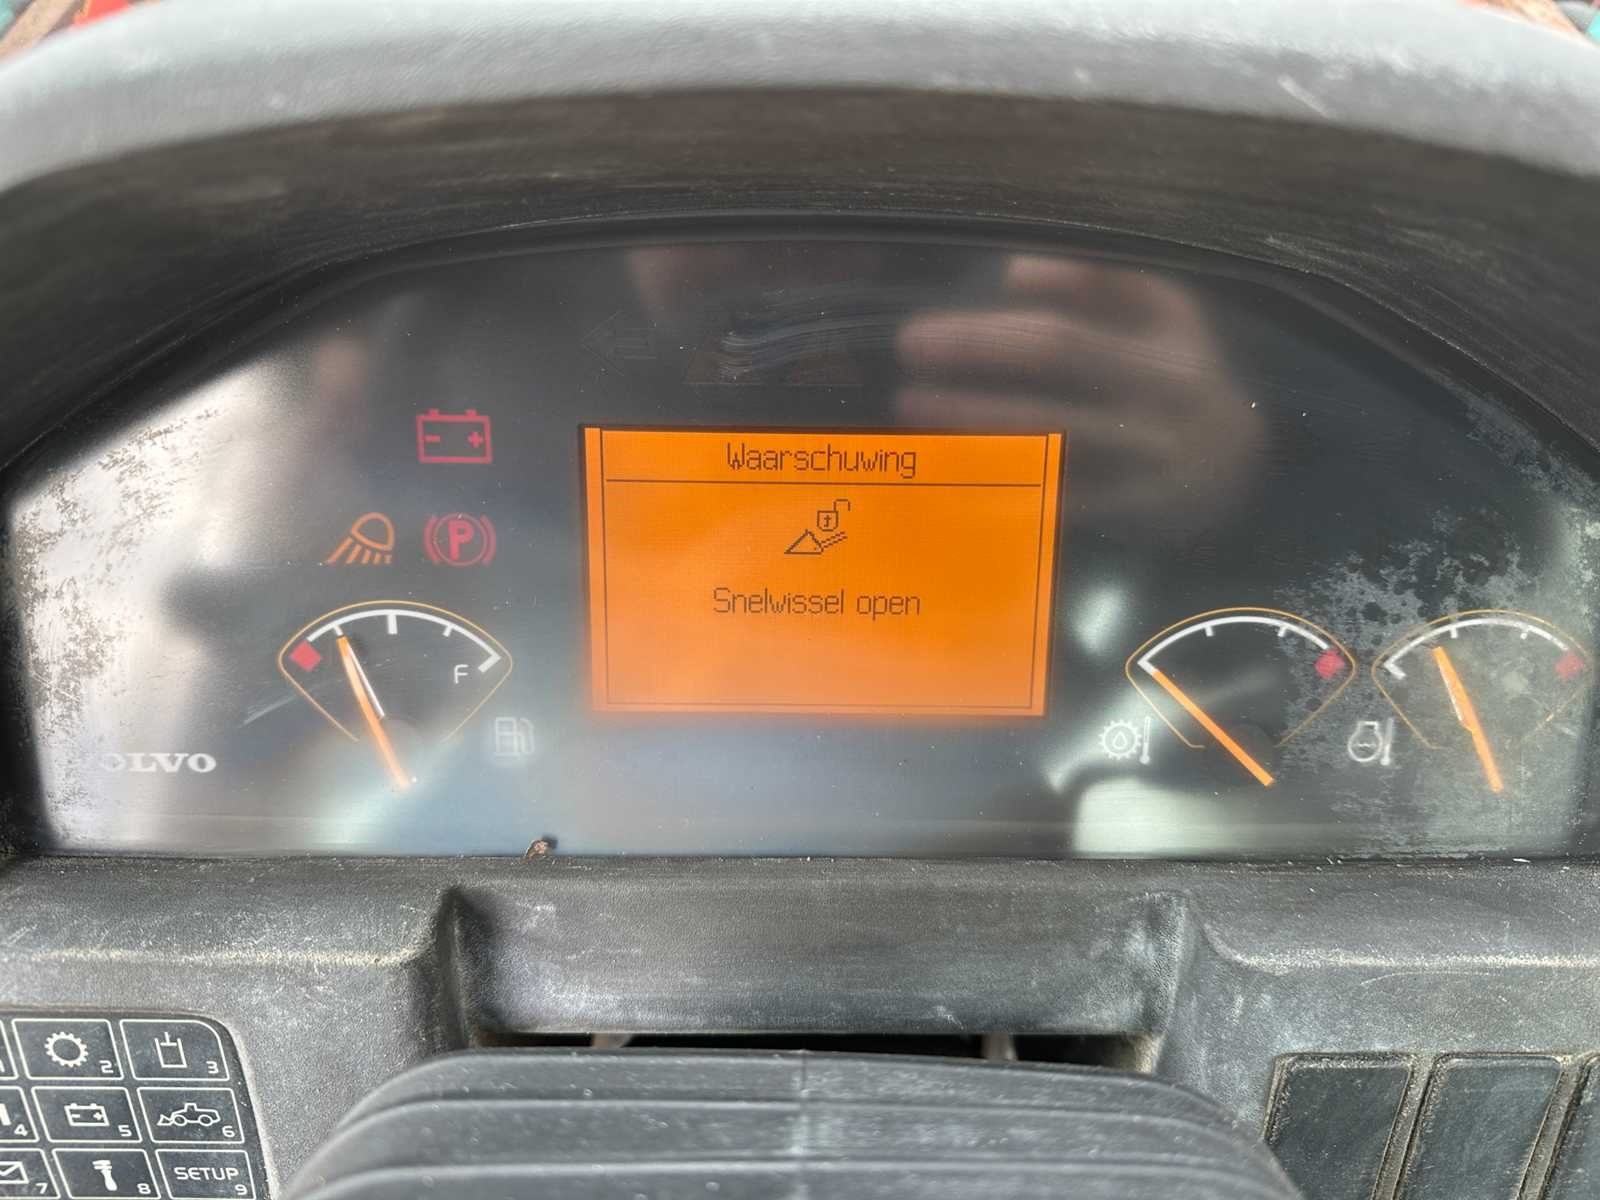 Waarschuwing
Snelwissel open
P
F
VOLVO
2
3
4
5
6
7
8
SETUP
9